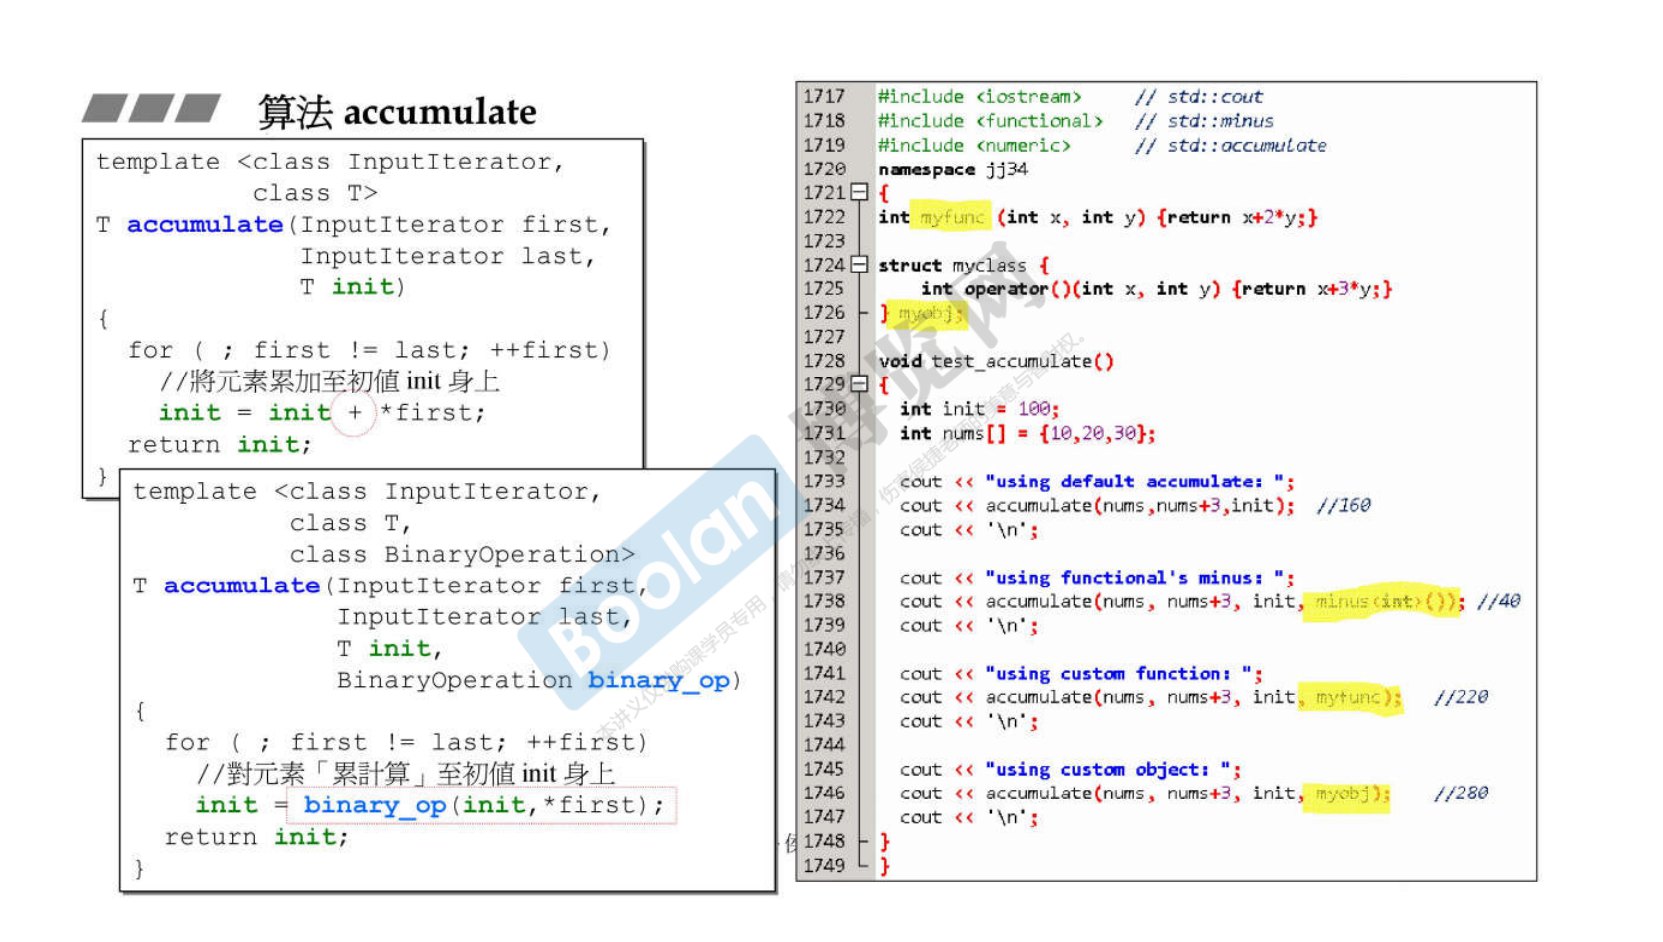 算法 accumulate
template <class InputIterator,
class T>
T accumulate(InputIterator first,
InputIterator last,
T init)
{
for ( ; first != last; ++first)
//將元素累加至初值 init 身上
init = init + *first;
return init;
}
template <class InputIterator,
class T,
class BinaryOperation>
T accumulate(InputIterator first,
InputIterator last,
T init,
BinaryOperation binary_op)
{
for ( ; first != last; ++first)
//對元素「累計算」至初值 init 身上
init = binary_op(init,*first);
return init;
}
1717 #include <iostream> // std::cout
1718 #include <functional> // std::minus
1719 #include <numeric> // std::accumulate
1720 namespace jj34
1721 {
1722 int myfunc (int x, int y) {return x+2*y;}
1723
1724 struct myclass {
1725 int operator()(int x, int y) {return x+3*y;}
1726 } myobj;
1727
1728 void test_accumulate()
1729 {
1730 int init = 100;
1731 int nums[] = {10,20,30};
1732
1733 cout << "using default accumulate: ";
1734 cout << accumulate(nums,nums+3,init); //160
1735 cout << '\n';
1736
1737 cout << "using functional's minus: ";
1738 cout << accumulate(nums, nums+3, init, minus<int>()); //40
1739 cout << '\n';
1740
1741 cout << "using custom function: ";
1742 cout << accumulate(nums, nums+3, init, myfunc); //220
1743 cout << '\n';
1744
1745 cout << "using custom object: ";
1746 cout << accumulate(nums, nums+3, init, myobj); //280
1747 cout << '\n';
1748 }
1749 }
Boolan 博览网